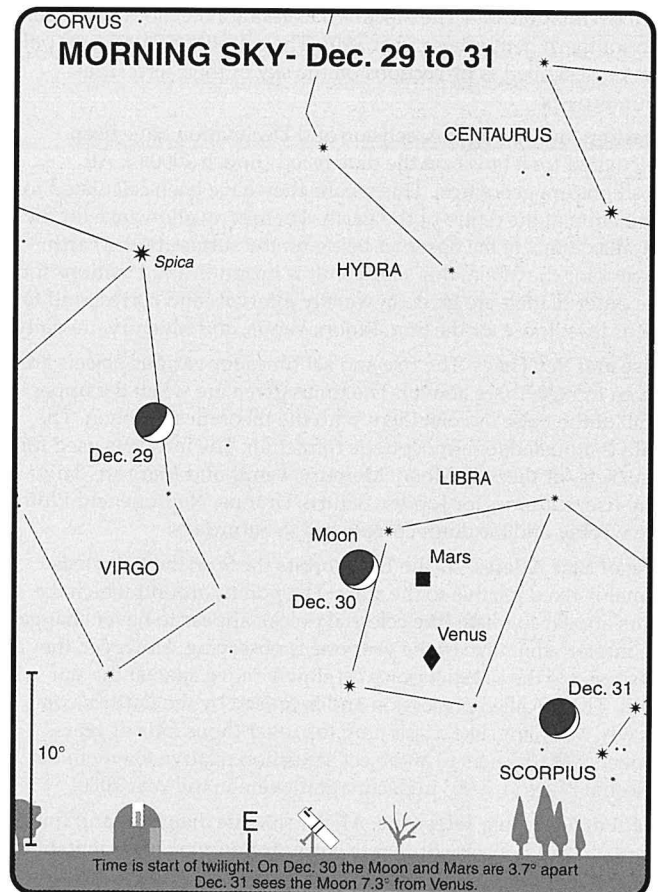 CORVUS
MORNING SKY- Dec. 29 to 31
CENTAURUS
Spica
HYDRA
Dec. 29
LIBRA
Moon
Mars
VIRGO
Dec. 30
Venus
Dec. 31
10°
SCORPIUS
E
Time is start of twilight. On Dec. 30 the Moon and Mars are 3.7° apart
Dec. 31 sees the Moon 7.3° from Venus.